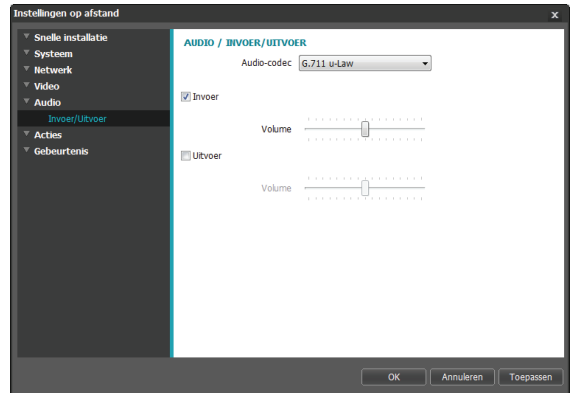 Instellingen op afstand
x
Snelle installatie
Systeem
Netwerk
Video
Audio
Invoer/Uitvoer
Acties
Gebeurtenis
AUDIO / INVOER/UITVOER
Audio-codec G.711 u-Law
Invoer
Volume
Uitvoer
Volume
OK Annuleren Toepassen